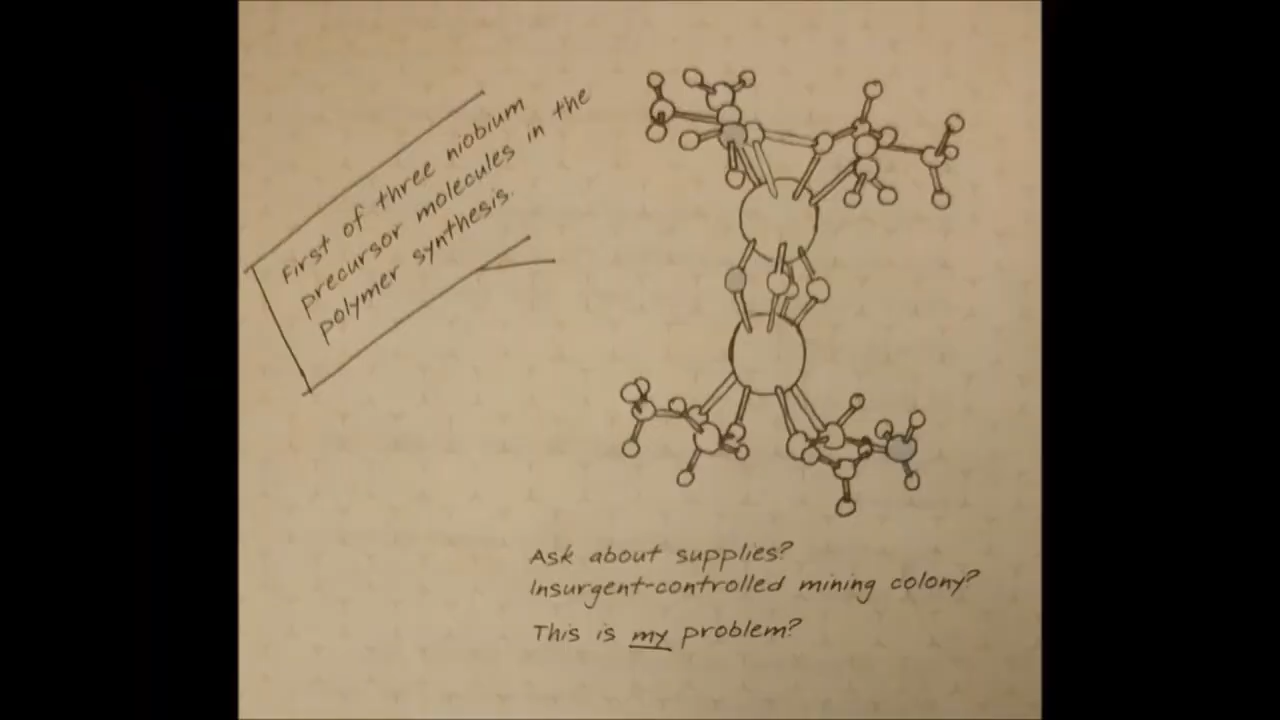 First of three niobium
precursor molecules in the
polymer synthesis.
Ask about supplies?
Insurgent-controlled mining colony?
This is my problem?